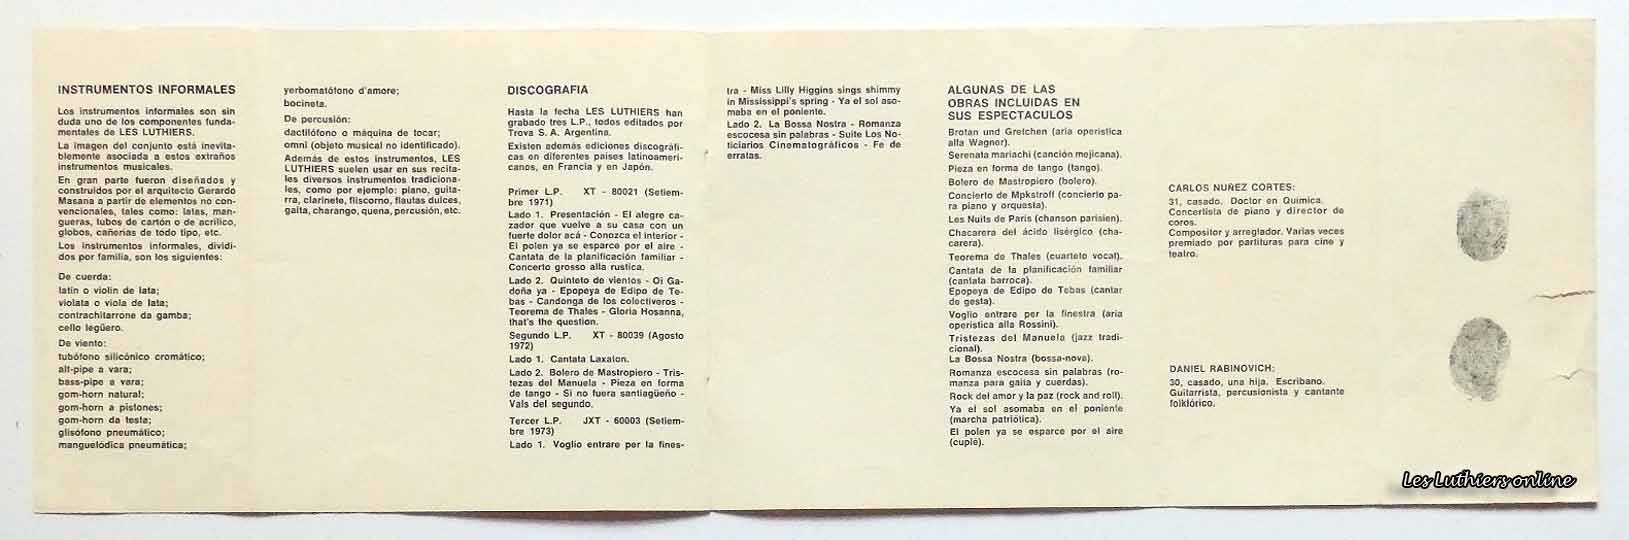 INSTRUMENTOS INFORMALES
Los instrumentos informales son sin
duda uno de los componentes funda-
mentales de LES LUTHIERS.
La imagen del conjunto está inevita-
blemente asociada a estos extraños
instrumentos musicales.
En gran parte fueron diseñados y
construidos por el arquitecto Gerardo
Masana a partir de elementos no con-
vencionales, tales como: latas, man-
gueras, tubos de cartón o de acrílico,
globos, cañerías de todo tipo, etc.
Los instrumentos informales, dividi-
dos por familia, son los siguientes:
De cuerda:
latín o violín de lata;
violata o viola de lata;
contrachitarrone da gamba;
cello legüero.
De viento:
tubófono silicónico cromático;
alt-pipe a vara;
bass-pipe a vara;
gom-horn natural;
gom-horn a pistones;
gom-horn da testa;
glisófono pneumático;
manguelódica pneumática;
yerbomatófono d'amore;
bocineta.
De percusión:
dactilófono o máquina de tocar;
omni (objeto musical no identificado).
Además de estos instrumentos, LES
LUTHIERS suelen usar en sus recita-
les diversos instrumentos tradiciona-
les, como por ejemplo: piano, guita-
rra, clarinete, fliscorno, flautas dulces,
gaita, charango, quena, percusión, etc.
DISCOGRAFIA
Hasta la fecha LES LUTHIERS han
grabado tres L.P., todos editados por
Trova S. A. Argentina.
Existen además ediciones discográfi-
cas en diferentes países latinoameri-
canos, en Francia y en Japón.
Primer L.P. XT - 80021 (Setiem-
bre 1971)
Lado 1. Presentación - El alegre ca-
zador que vuelve a su casa con un
fuerte dolor acá - Conozca el interior -
El polen ya se esparce por el aire -
Cantata de la planificación familiar -
Concerto grosso alla rustica.
Lado 2. Quinteto de vientos - Oi Ga-
doña ya - Epopeya de Edipo de Te-
bas - Candonga de los colectiveros -
Teorema de Thales - Gloria Hosanna,
that's the question.
Segundo L.P. XT - 80039 (Agosto
1972)
Lado 1. Cantata Laxaton.
Lado 2. Bolero de Mastropiero - Tris-
tezas del Manuela - Pieza en forma
de tango - Si no fuera santiagüeño -
Vals del segundo.
Tercer L.P. JXT - 60003 (Setiem-
bre 1973)
Lado 1. Voglio entrare per la fines-
tra - Miss Lilly Higgins sings shimmy
in Mississippi's spring - Ya el sol aso-
maba en el poniente.
Lado 2. La Bossa Nostra - Romanza
escocesa sin palabras - Suite Los No-
ticiarios Cinematográficos - Fe de
erratas.
ALGUNAS DE LAS
OBRAS INCLUIDAS EN
SUS ESPECTACULOS
Brotan und Gretchen (aria operística
alla Wagner).
Serenata mariachi (canción mejicana).
Pieza en forma de tango (tango).
Bolero de Mastropiero (bolero).
Concierto de Mpkstroff (concierto pa-
ra piano y orquesta).
Les Nuits de Paris (chanson parisien).
Chacarera del ácido lisérgico (cha-
carera).
Teorema de Thales (cuarteto vocal).
Cantata de la planificación familiar
(cantata barroca).
Epopeya de Edipo de Tebas (cantar
de gesta).
Voglio entrare per la finestra (aria
operística alla Rossini).
Tristezas del Manuela (jazz tradi-
cional).
La Bossa Nostra (bossa-nova).
Romanza escocesa sin palabras (ro-
manza para gaita y cuerdas).
Rock del amor y la paz (rock and roll).
Ya el sol asomaba en el poniente
(marcha patriótica).
El polen ya se esparce por el aire
(cuplé).
CARLOS NUÑEZ CORTES:
31, casado. Doctor en Química.
Concertista de piano y director de
coros.
Compositor y arreglador. Varias veces
premiado por partituras para cine y
teatro.
DANIEL RABINOVICH:
30, casado, una hija. Escribano.
Guitarrista, percusionista y cantante
folklórico.
Les Luthiers online